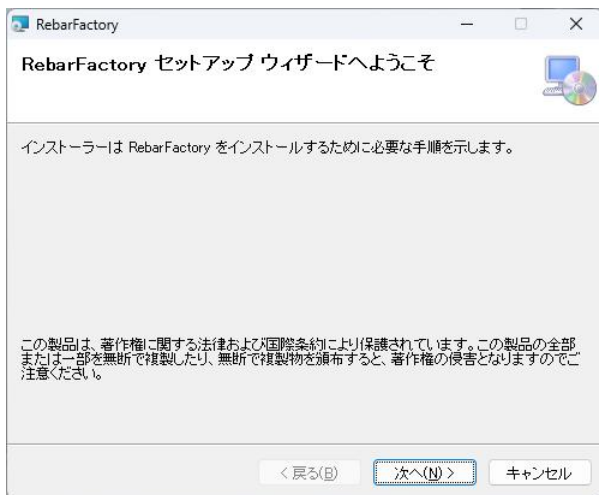 RebarFactory
RebarFactory セットアップ ウィザードへようこそ
インストーラーは RebarFactory をインストールするために必要な手順を示します。
この製品は、著作権に関する法律および国際条約により保護されています。この製品の全部
または一部を無断で複製したり、無断で複製物を頒布すると、著作権の侵害となりますのでご
注意ください。
< 戻る(B)
次へ(N) >
キャンセル